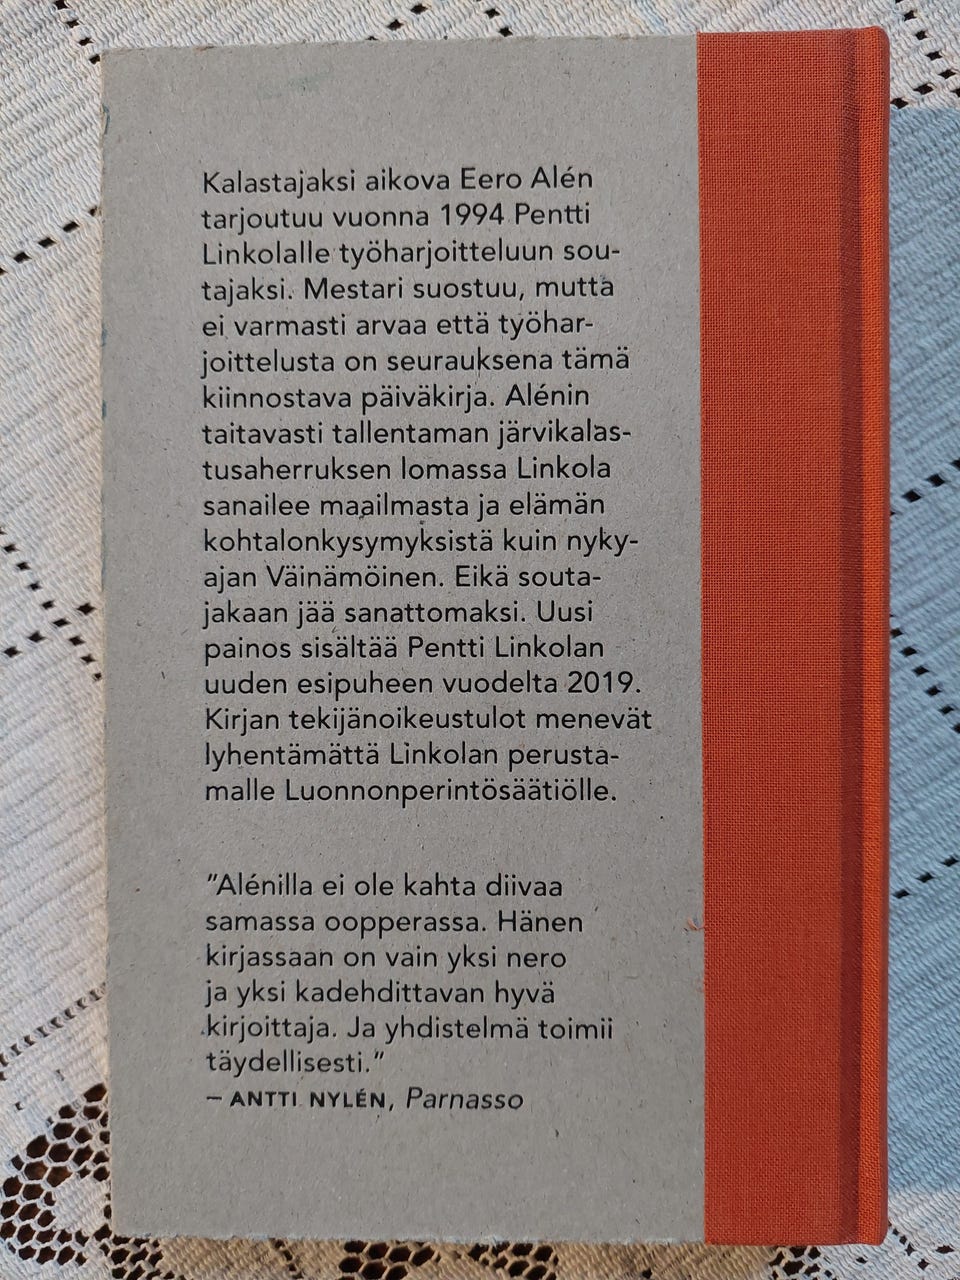 Kalastajaksi aikova Eero Alén
tarjoutuu vuonna 1994 Pentti
Linkolalle työharjoitteluun sou-
tajaksi. Mestari suostuu, mutta
ei varmasti arvaa että työhar-
joittelusta on seurauksena tämä
kiinnostava päiväkirja. Alénin
taitavasti tallentaman järvikalas-
tusaherruksen lomassa Linkola
sanailee maailmasta ja elämän
kohtalonkysymyksistä kuin nyky-
ajan Väinämöinen. Eikä souta-
jakaan jää sanattomaksi. Uusi
painos sisältää Pentti Linkolan
uuden esipuheen vuodelta 2019.
Kirjan tekijänoikeustulot menevät
lyhentämättä Linkolan perusta-
malle Luonnonperintösäätiölle.
”Alénilla ei ole kahta diivaa
samassa oopperassa. Hänen
kirjassaan on vain yksi nero
ja yksi kadehdittavan hyvä
kirjoittaja. Ja yhdistelmä toimii
täydellisesti.”
– ANTTI NYLÉN, Parnasso